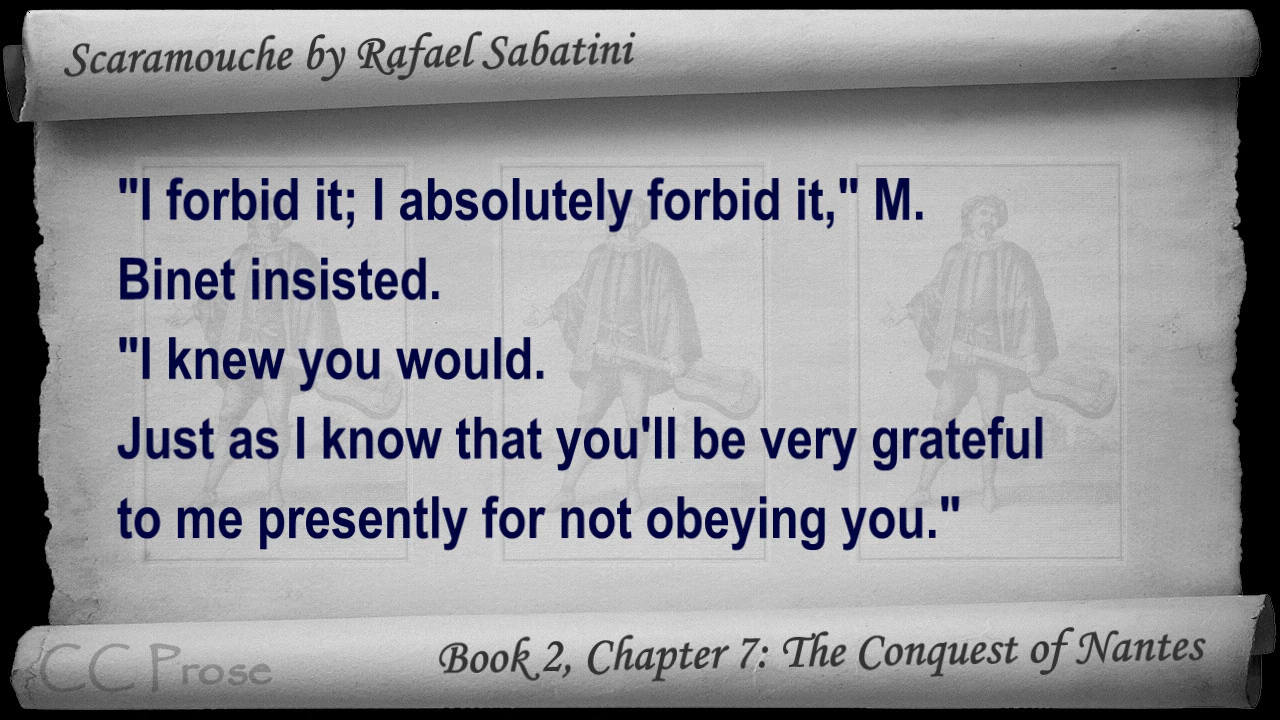 Scaramouche by Rafael Sabatini
"I forbid it; I absolutely forbid it," M.
Binet insisted.
"I knew you would.
Just as I know that you'll be very grateful
to me presently for not obeying you."
Book 2, Chapter 7: The Conquest of Nantes
CC Prose